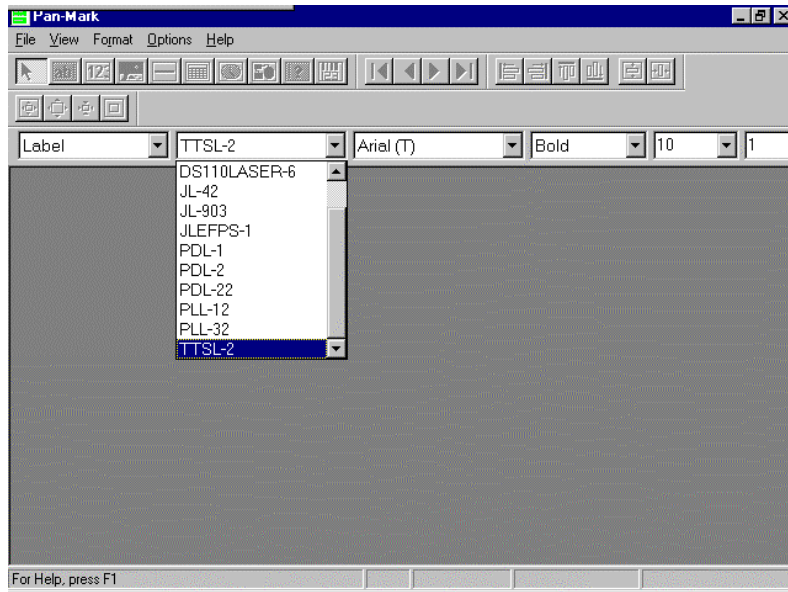 Pan-Mark
File View Format Options Help
ab 123
Label TTSL-2 Arial (T) Bold 10 1
DS110LASER-6
JL-42
JL-903
JLEFPS-1
PDL-1
PDL-2
PDL-22
PLL-12
PLL-32
TTSL-2
For Help, press F1